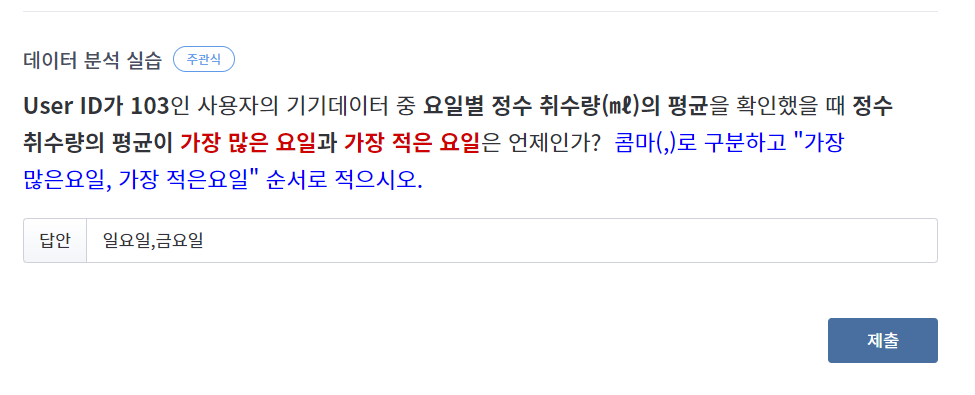 데이터 분석 실습 주관식
User ID가 103인 사용자의 기기데이터 중 요일별 정수 취수량(㎖)의 평균을 확인했을 때 정수
취수량의 평균이 가장 많은 요일과 가장 적은 요일은 언제인가? 콤마(,)로 구분하고 "가장
많은요일, 가장 적은요일" 순서로 적으시오.
답안 일요일,금요일
제출